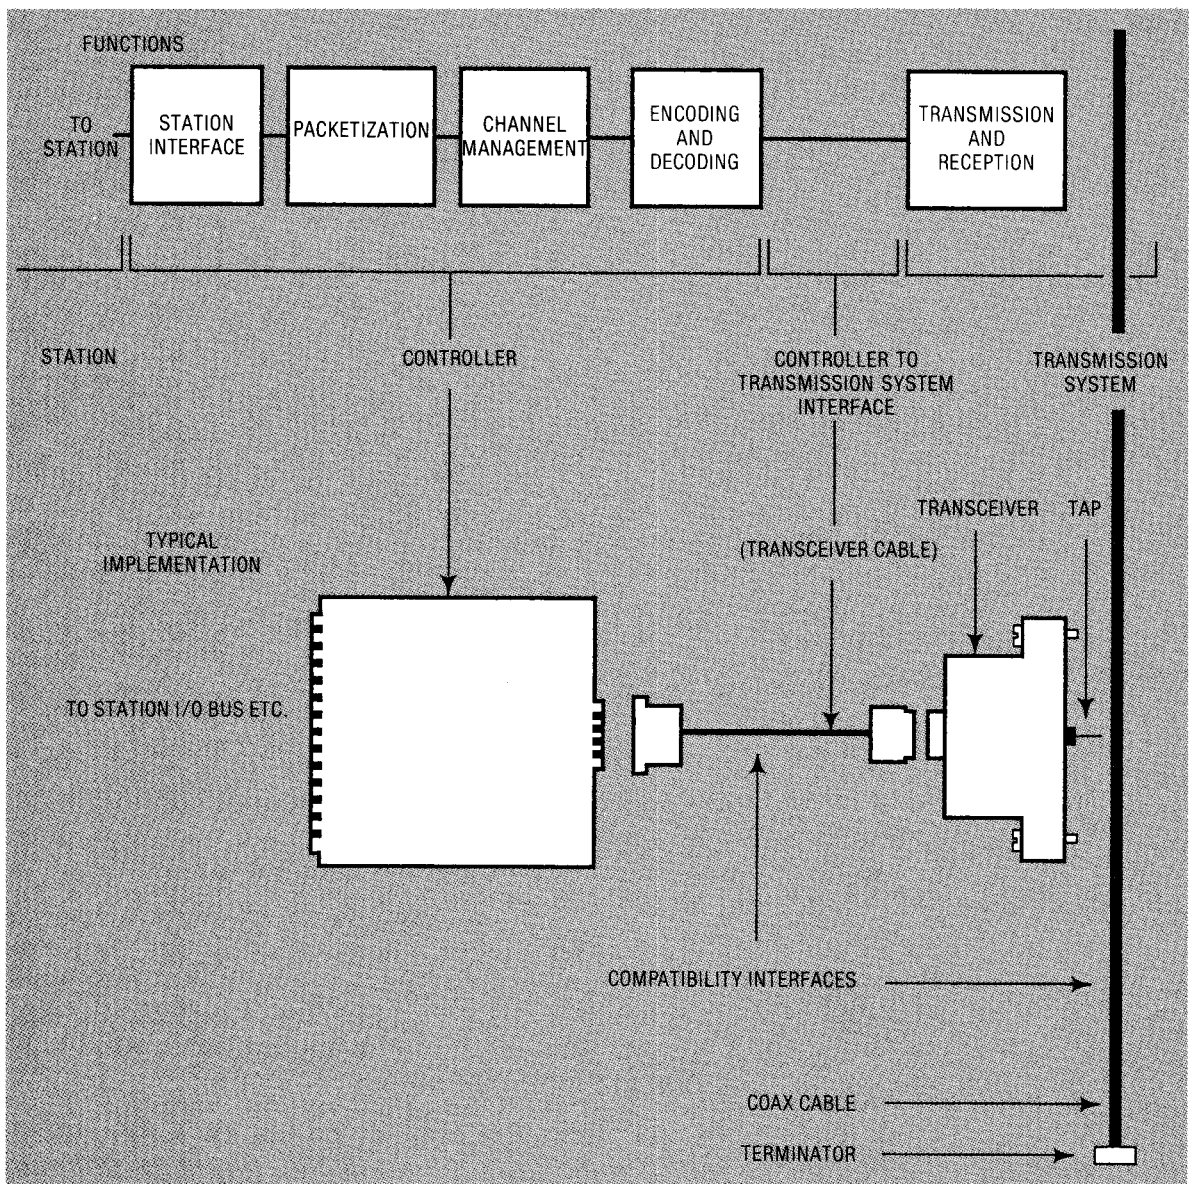 FUNCTIONS
TO
STATION
STATION
INTERFACE
PACKETIZATION
CHANNEL
MANAGEMENT
ENCODING
AND
DECODING
TRANSMISSION
AND
RECEPTION
STATION
CONTROLLER
CONTROLLER TO
TRANSMISSION SYSTEM
INTERFACE
TRANSMISSION
SYSTEM
TRANSCEIVER
TAP
TYPICAL
IMPLEMENTATION
(TRANSCEIVER CABLE)
TO STATION I/O BUS ETC.
COMPATIBILITY INTERFACES
COAX CABLE
TERMINATOR